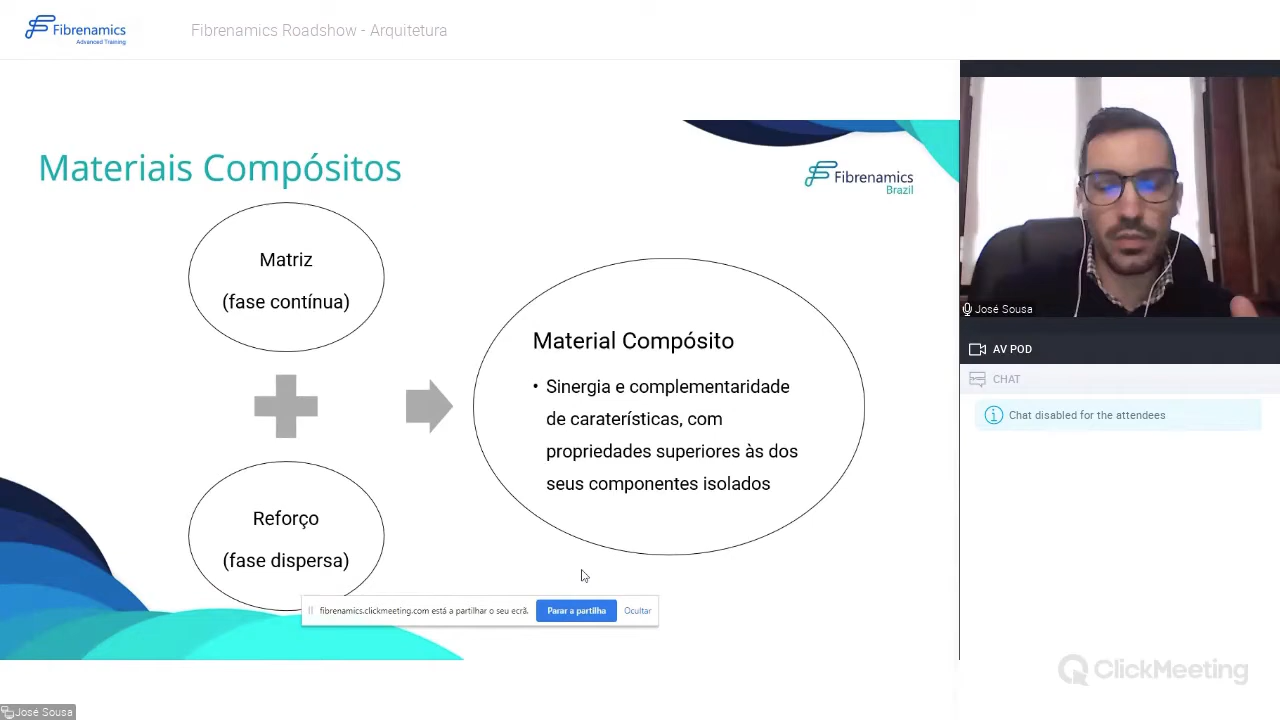 Fibrenamics
Advanced Training
Fibrenamics Roadshow - Arquitetura
Materiais Compósitos
Fibrenamics
Brazil
Matriz
(fase contínua)
Reforço
(fase dispersa)
Material Compósito
• Sinergia e complementaridade
de caraterísticas, com
propriedades superiores às dos
seus componentes isolados
fibrenamics.clickmeeting.com está a partilhar o seu ecrã.
Parar a partilha
Ocultar
José Sousa
AV POD
CHAT
Chat disabled for the attendees
ClickMeeting
José Sousa